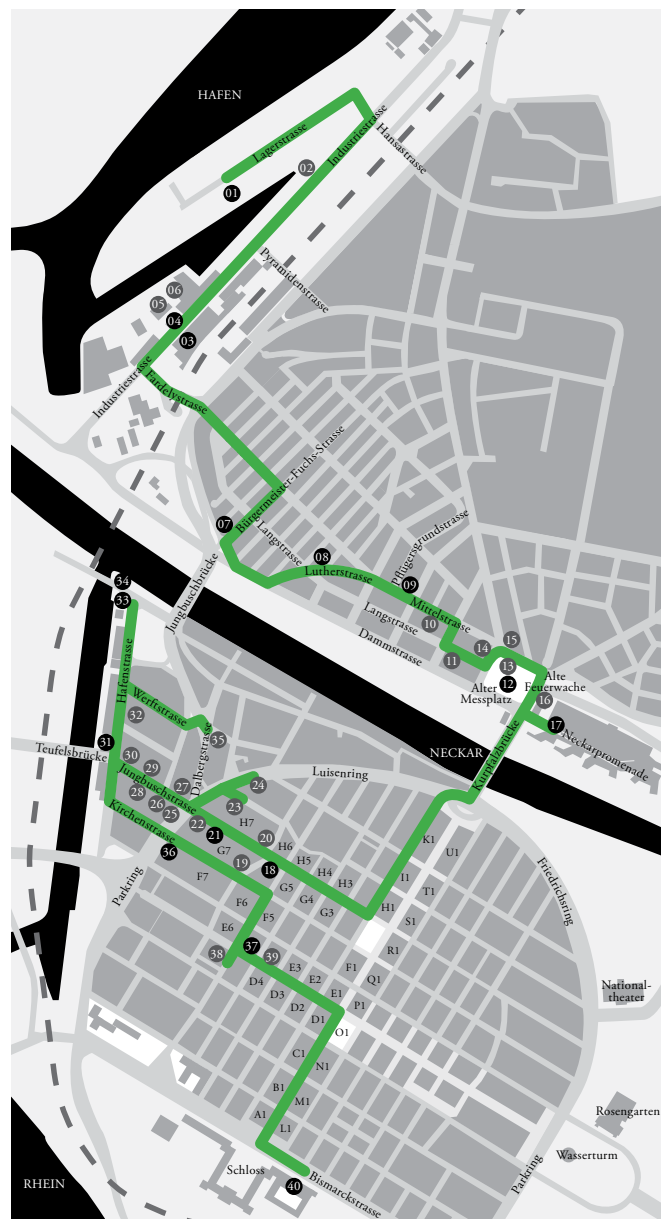 HAFEN
Lagerstrasse
Industriestrasse
Hansastrasse
02
01
Pyramidenstrasse
06
05
04
03
Industriestrasse
Fardelystrasse
Bürgermeister-Fuchs-Strasse
07
Langstrasse
08
Lutherstrasse
Pflügersgrundstrasse
09
Mittelstrasse
Langstrasse
10
Dammstrasse
11
14
15
13
12
Alter
Messplatz
Alte
Feuerwache
16
17
Neckarpromenade
Jungbuschbrücke
34
33
Hafenstrasse
Werftstrasse
32
35
Dalbergstrasse
31
Teufelsbrücke
30
29
Jungbuschstrasse
27
28
26
25
24
23
22
21
Luisenring
NECKAR
Kurpfalzbrücke
Kirchenstrasse
36
Parkring
H7
20
G7
19
18
H6
H5
H4
H3
K1
U1
I1
T1
H1
S1
R1
F7
G5
G4
G3
F6
F5
E6
37
38
39
Friedrichsring
F1
Q1
E3
E2
E1
P1
D4
D3
D2
D1
O1
National-
theater
C1
N1
B1
M1
A1
L1
Rosengarten
Wasserturm
Parkring
Schloss
Bismarckstrasse
40
RHEIN